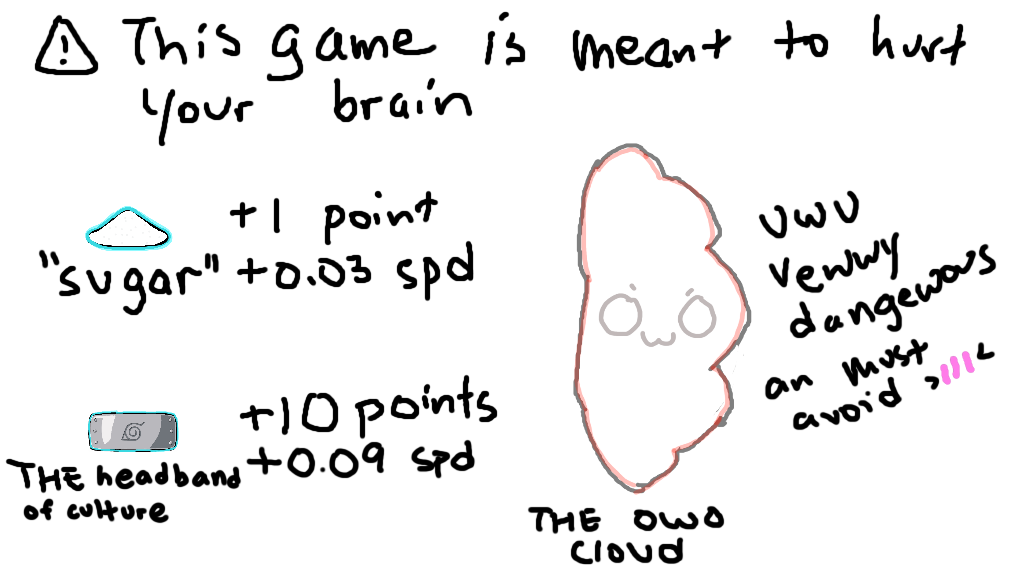 This game is meant to hurt
your brain
+1 point
"sugar" +0.03 spd
+10 points
+0.09 spd
THE headband
of culture
UWU
vewwy
dangewous
an must
avoid >///<
THE OWO
CLOUD